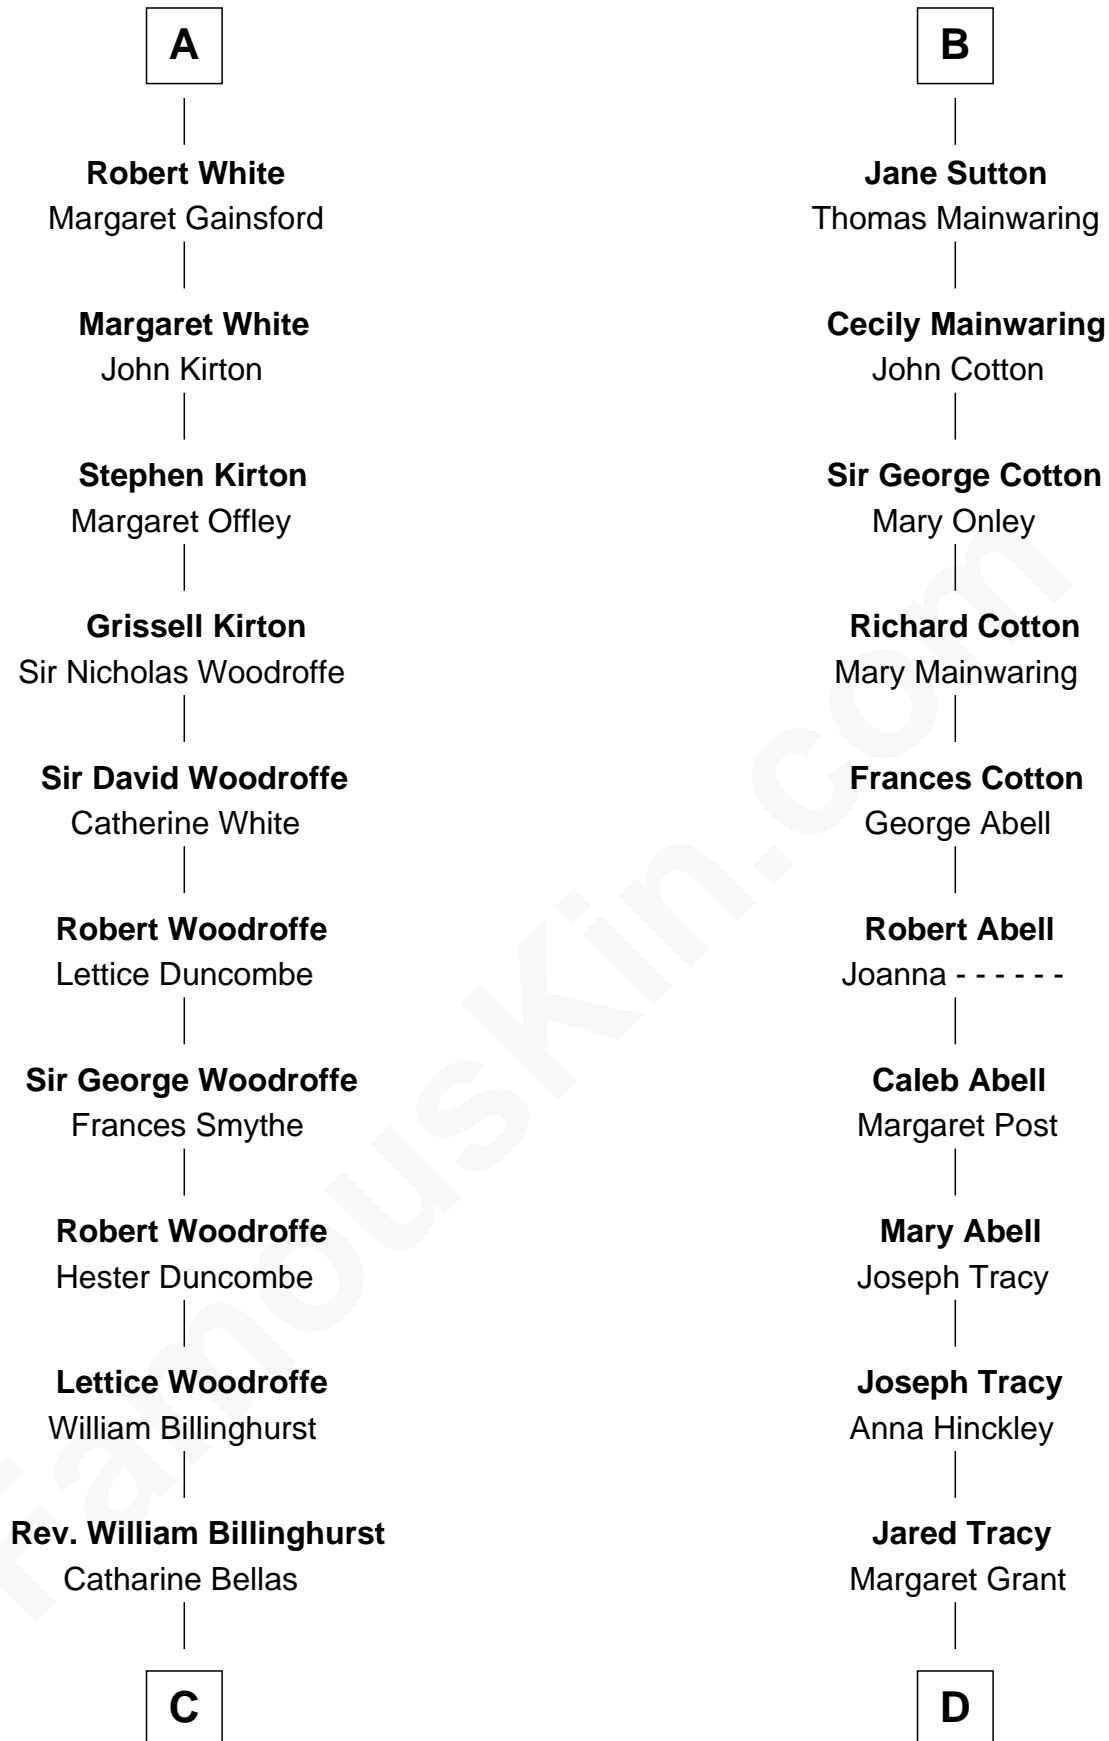 A
Robert White
Margaret Gainsford
Margaret White
John Kirton
Stephen Kirton
Margaret Offley
Grissell Kirton
Sir Nicholas Woodroffe
Sir David Woodroffe
Catherine White
Robert Woodroffe
Lettice Duncombe
Sir George Woodroffe
Frances Smythe
Robert Woodroffe
Hester Duncombe
Lettice Woodroffe
William Billinghurst
Rev. William Billinghurst
Catharine Bellas
C
B
Jane Sutton
Thomas Mainwaring
Cecily Mainwaring
John Cotton
Sir George Cotton
Mary Onley
Richard Cotton
Mary Mainwaring
Frances Cotton
George Abell
Robert Abell
Joanna - - - - - -
Caleb Abell
Margaret Post
Mary Abell
Joseph Tracy
Joseph Tracy
Anna Hinckley
Jared Tracy
Margaret Grant
D
FamousKin.com